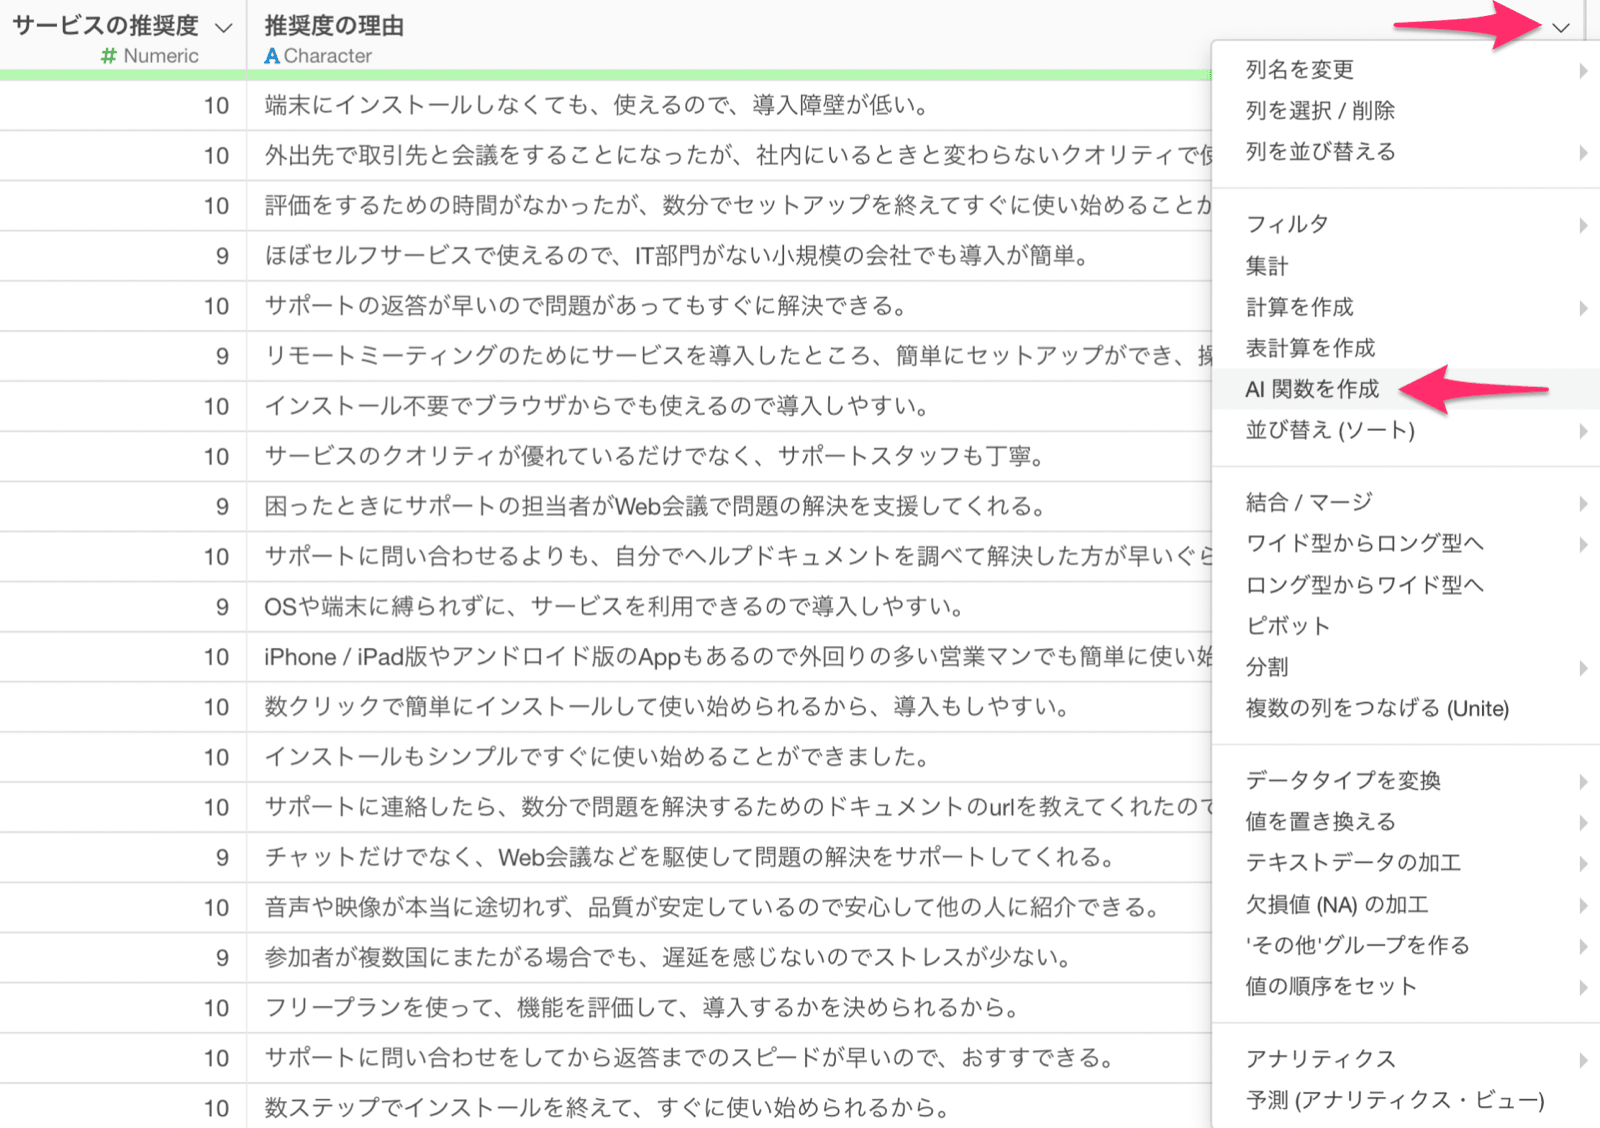 サービスの推奨度
# Numeric
推奨度の理由
A Character
10 端末にインストールしなくても、使えるので、導入障壁が低い。
10 外出先で取引先と会議をすることになったが、社内にいるときと変わらないクオリティで
10 評価をするための時間がなかったが、数分でセットアップを終えてすぐに使い始めることが
9 ほぼセルフサービスで使えるので、IT部門がない小規模の会社でも導入が簡単。
10 サポートの返答が早いので問題があってもすぐに解決できる。
9 リモートミーティングのためにサービスを導入したところ、簡単にセットアップができ、
10 インストール不要でブラウザからでも使えるので導入しやすい。
10 サービスのクオリティが優れているだけでなく、サポートスタッフも丁寧。
9 困ったときにサポートの担当者がWeb会議で問題の解決を支援してくれる。
10 サポートに問い合わせるよりも、自分でヘルプドキュメントを調べて解決した方が早いぐら
9 OSや端末に縛られずに、サービスを利用できるので導入しやすい。
10 iPhone / iPad版やアンドロイド版のAppもあるので外回りの多い営業マンでも簡単に使い始
10 数クリックで簡単にインストールして使い始められるから、導入もしやすい。
10 インストールもシンプルですぐに使い始めることができました。
10 サポートに連絡したら、数分で問題を解決するためのドキュメントのurlを教えてくれたので
9 チャットだけでなく、Web会議などを駆使して問題の解決をサポートしてくれる。
10 音声や映像が本当に途切れず、品質が安定しているので安心して他の人に紹介できる。
9 参加者が複数国にまたがる場合でも、遅延を感じないのでストレスが少ない。
10 フリープランを使って、機能を評価して、導入するかを決められるから。
10 サポートに問い合わせをしてから返答までのスピードが早いので、おすすできる。
10 数ステップでインストールを終えて、すぐに使い始められるから。
列名を変更
列を選択 / 削除
列を並び替える
フィルタ
集計
計算を作成
表計算を作成
AI 関数を作成
並び替え (ソート)
結合 / マージ
ワイド型からロング型へ
ロング型からワイド型へ
ピボット
分割
複数の列をつなげる (Unite)
データタイプを変換
値を置き換える
テキストデータの加工
欠損値 (NA) の加工
'その他'グループを作る
値の順序をセット
アナリティクス
予測 (アナリティクス・ビュー)